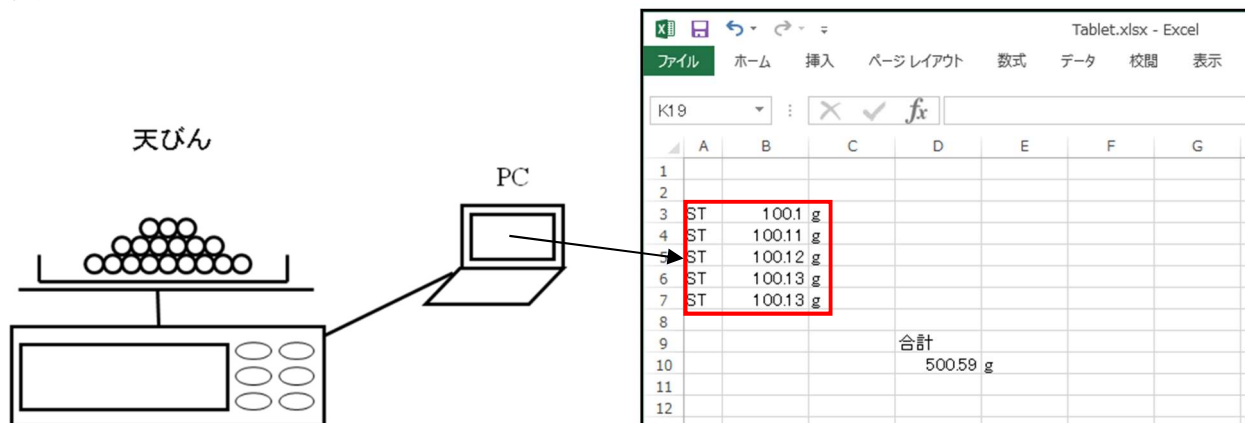 天びん
PC
Tablet.xlsx - Excel
ファイル ホーム 挿入 ページ レイアウト 数式 データ 校閲 表示
K19 fx
A B C D E F G
1
2
3 ST 100.1 g
4 ST 100.11 g
5 ST 100.12 g
6 ST 100.13 g
7 ST 100.13 g
8
9 合計
10 500.59 g
11
12